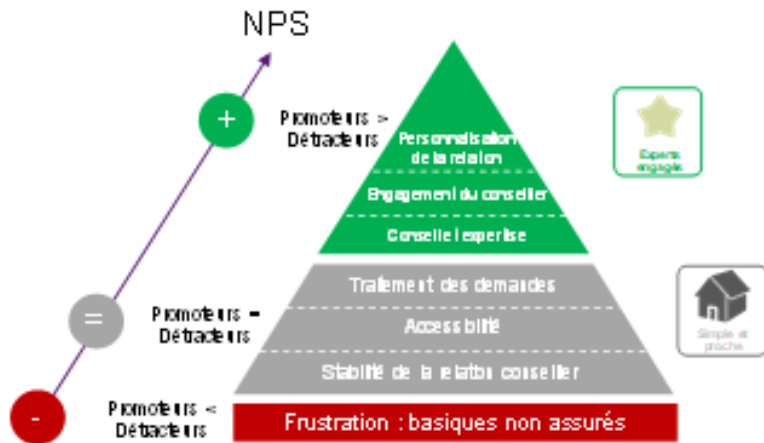 NPS
+
Promoteurs >
Détracteurs
Personnalisation
de la relation
Engagement du conseiller
Conseil expertise
Experts
engagés
=
Promoteurs =
Détracteurs
Traitement des demandes
Accessibilité
Stabilité de la relation conseiller
Simple et
proche
-
Promoteurs <
Détracteurs
Frustration : basiques non assurés